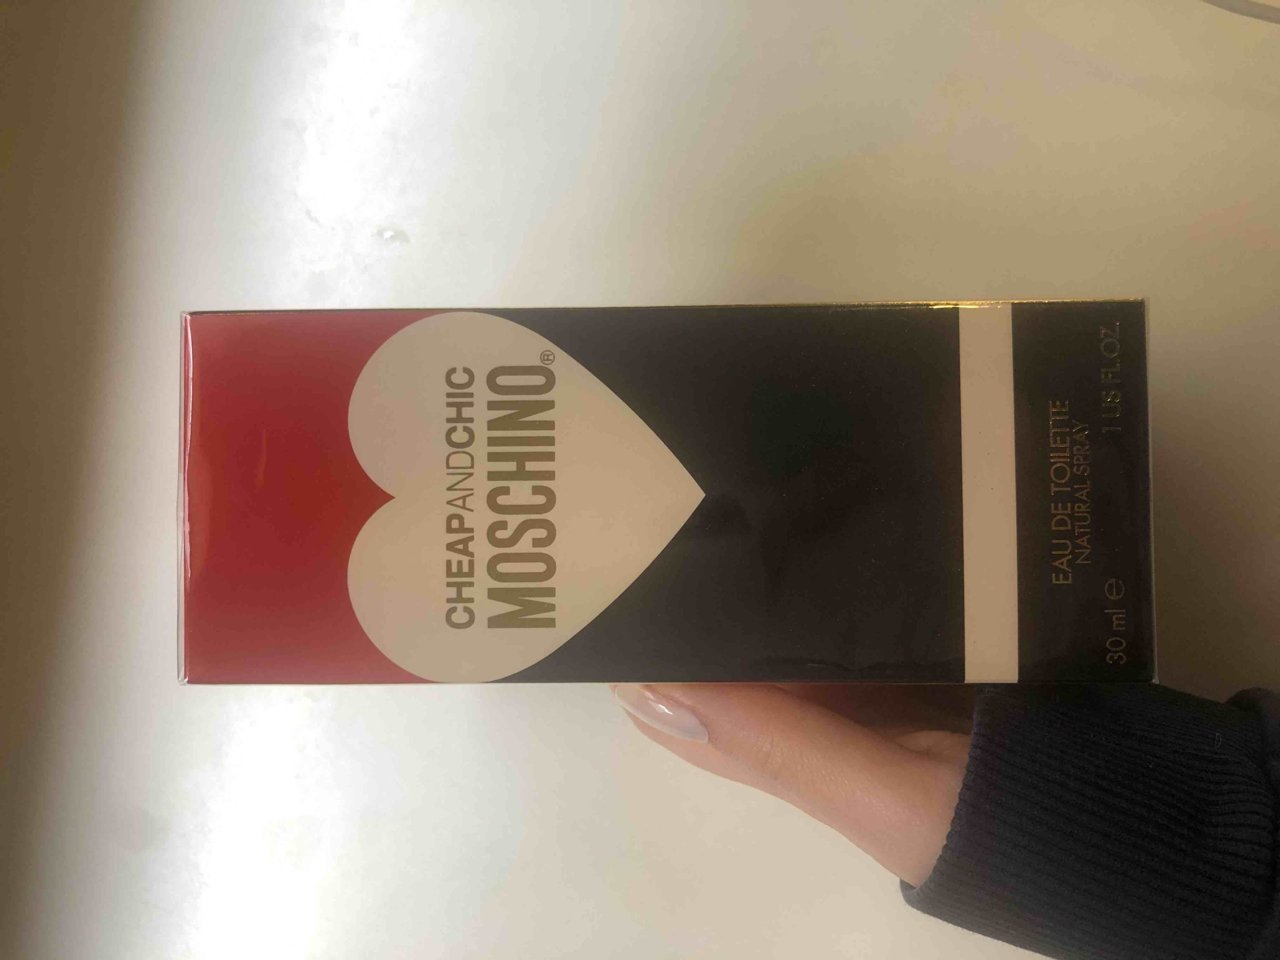 CHEAPANDCHIC
MOSCHINO®
EAU DE TOILETTE
NATURAL SPRAY
30 ml ℮ 1 US FL.OZ.